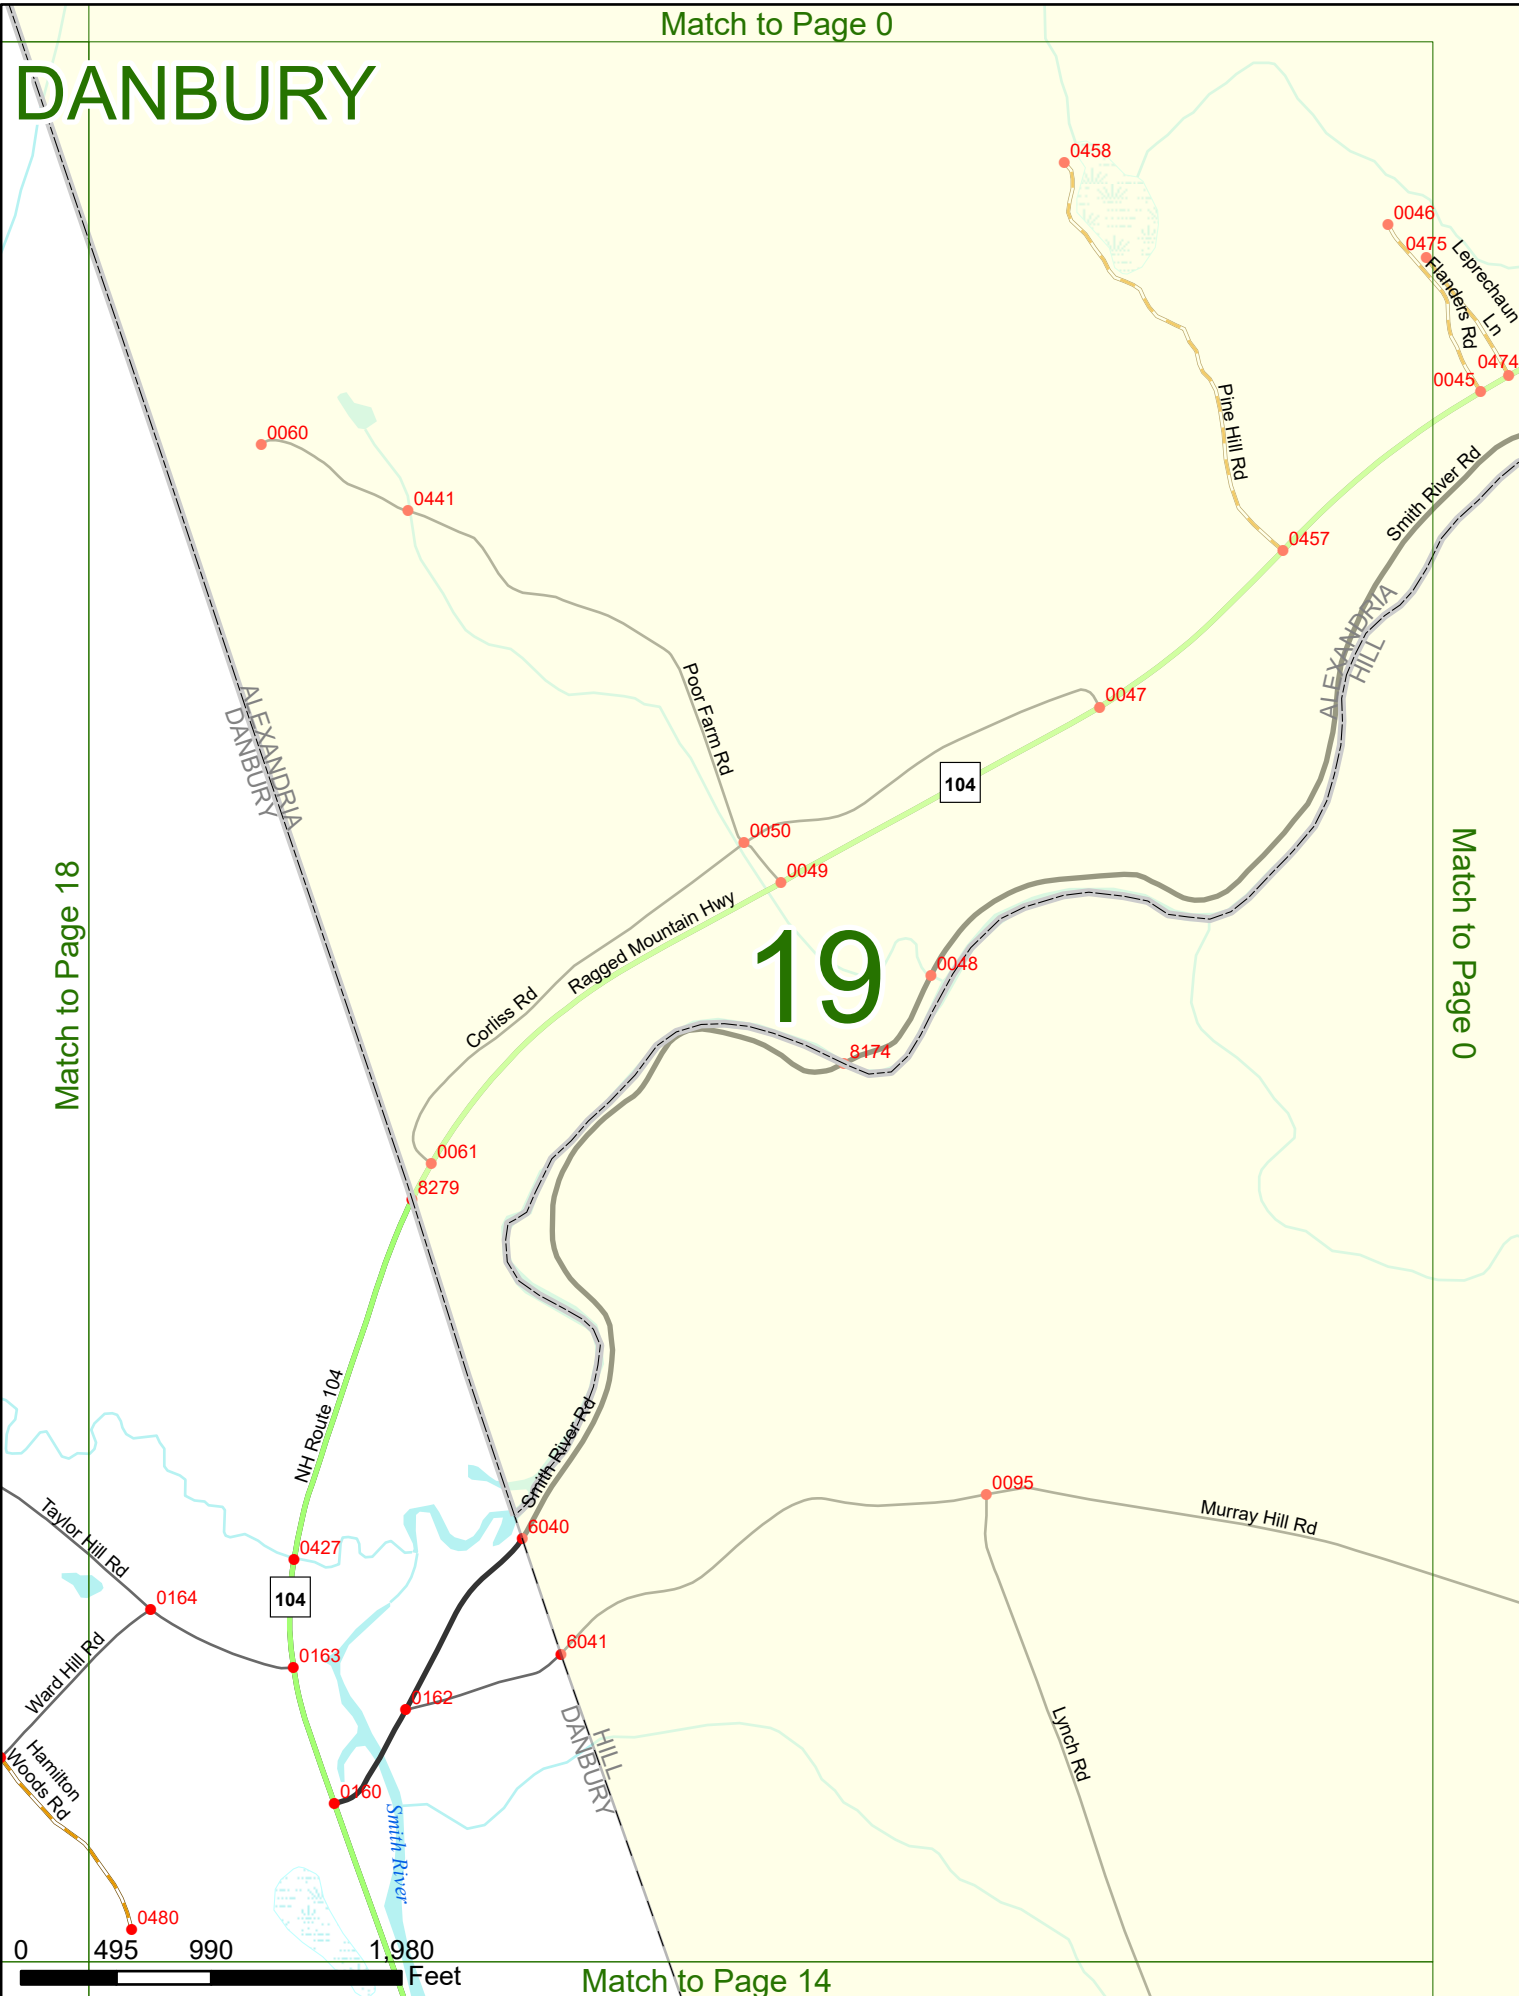 Match to Page 0
DANBURY
0458
0046
0475
Leprechaun
Ln
Flanders Rd
0474
0045
Pine Hill Rd
0060
0441
Smith River Rd
0457
ALEXANDRIA
HILL
Poor Farm Rd
ALEXANDRIA
DANBURY
0047
104
0050
0049
Match to Page 18
Match to Page 0
Ragged Mountain Hwy
19
0048
Corliss Rd
8174
0061
8279
NH Route 104
Smith River Rd
0095
Murray Hill Rd
Taylor Hill Rd
6040
0427
104
0164
Ward Hill Rd
0163
6041
0162
HILL
DANBURY
Lynch Rd
Hamilton
Woods Rd
0160
Smith River
0480
0 495 990 1,980
Feet
Match to Page 14